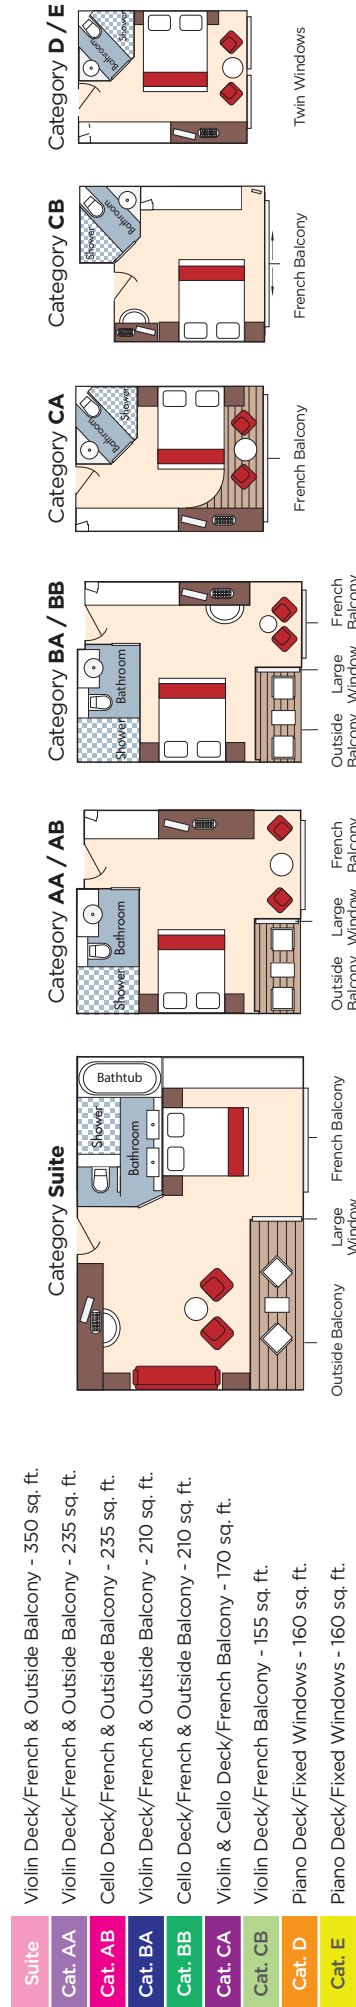 Suite
Violin Deck/French & Outside Balcony - 350 sq. ft.
Cat. AA
Violin Deck/French & Outside Balcony - 235 sq. ft.
Cat. AB
Cello Deck/French & Outside Balcony - 235 sq. ft.
Cat. BA
Violin Deck/French & Outside Balcony - 210 sq. ft.
Cat. BB
Cello Deck/French & Outside Balcony - 210 sq. ft.
Cat. CA
Violin & Cello Deck/French Balcony - 170 sq. ft.
Cat. CB
Violin Deck/French Balcony - 155 sq. ft.
Cat. D
Piano Deck/Fixed Windows - 160 sq. ft.
Cat. E
Piano Deck/Fixed Windows - 160 sq. ft.
Category Suite
Bathtub
Shower
Bathroom
Outside Balcony
Large
Window
French Balcony
Category AA / AB
Shower
Bathroom
Outside
Balcony
Large
Window
French
Balcony
Category BA / BB
Shower
Bathroom
Outside
Balcony
Large
Window
French
Balcony
Category CA
Bathroom
Shower
French Balcony
Category CB
Shower
Bathroom
French Balcony
Category D / E
Bathroom
Shower
Twin Windows